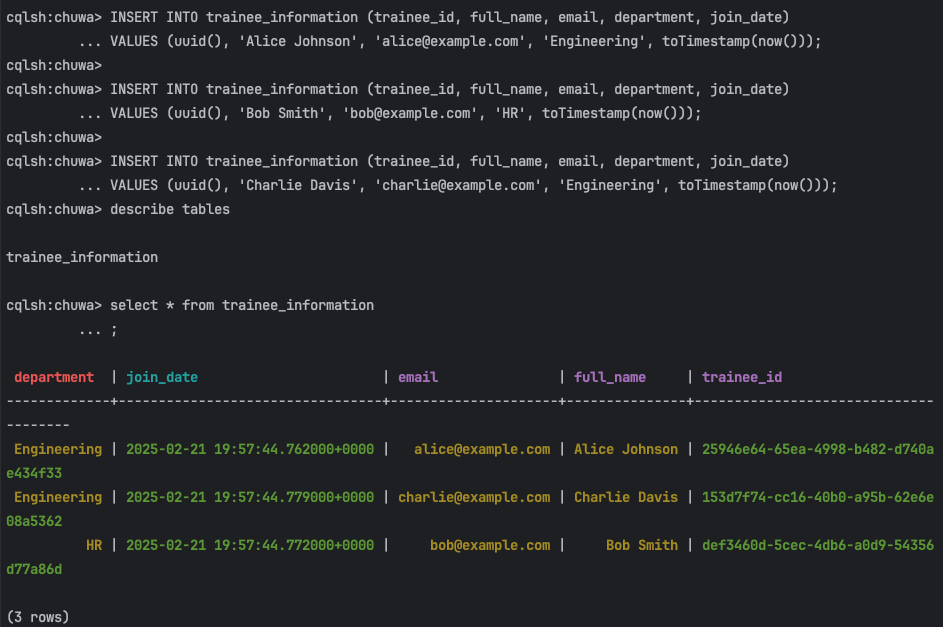 cqlsh:chuwa> INSERT INTO trainee_information (trainee_id, full_name, email, department, join_date)
         ... VALUES (uuid(), 'Alice Johnson', 'alice@example.com', 'Engineering', toTimestamp(now()));
cqlsh:chuwa>
cqlsh:chuwa> INSERT INTO trainee_information (trainee_id, full_name, email, department, join_date)
         ... VALUES (uuid(), 'Bob Smith', 'bob@example.com', 'HR', toTimestamp(now()));
cqlsh:chuwa>
cqlsh:chuwa> INSERT INTO trainee_information (trainee_id, full_name, email, department, join_date)
         ... VALUES (uuid(), 'Charlie Davis', 'charlie@example.com', 'Engineering', toTimestamp(now()));
cqlsh:chuwa> describe tables

trainee_information

cqlsh:chuwa> select * from trainee_information
         ... ;

 department  | join_date                       | email               | full_name     | trainee_id
-------------+---------------------------------+---------------------+---------------+------------------------------
--------
 Engineering | 2025-02-21 19:57:44.762000+0000 |   alice@example.com | Alice Johnson | 25946e64-65ea-4998-b482-d740a
e434f33
 Engineering | 2025-02-21 19:57:44.779000+0000 | charlie@example.com | Charlie Davis | 153d7f74-cc16-40b0-a95b-62e6e
08a5362
          HR | 2025-02-21 19:57:44.772000+0000 |     bob@example.com |     Bob Smith | def3460d-5cec-4db6-a0d9-54356
d77a86d

(3 rows)